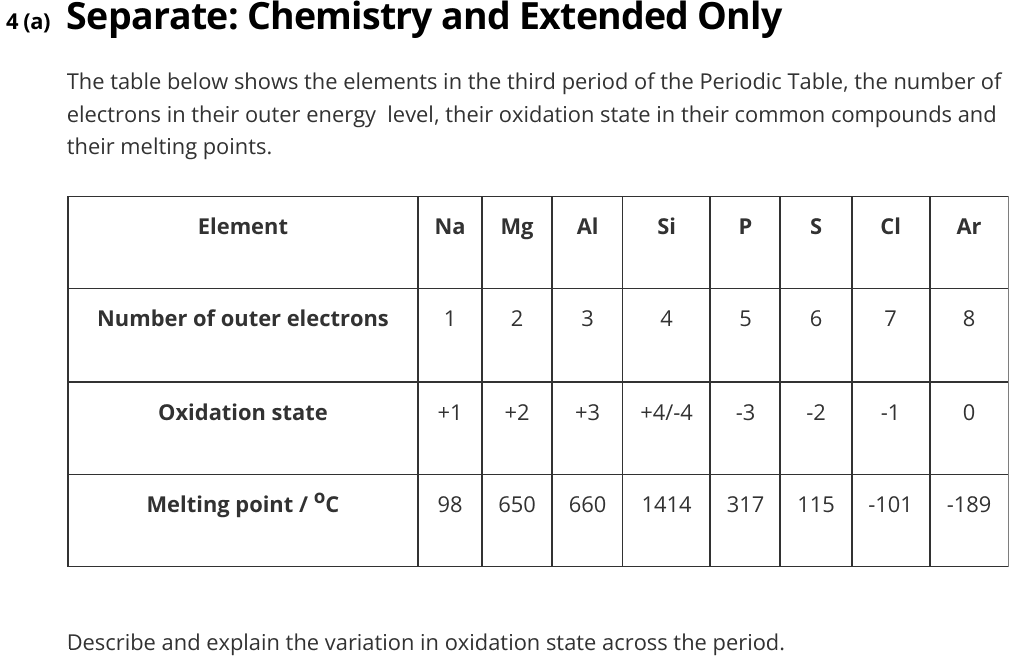 4 (a) Separate: Chemistry and Extended Only
The table below shows the elements in the third period of the Periodic Table, the number of
electrons in their outer energy level, their oxidation state in their common compounds and
their melting points.
Element Na Mg Al Si P S Cl Ar
Number of outer electrons 1 2 3 4 5 6 7 8
Oxidation state +1 +2 +3 +4/-4 -3 -2 -1 0
Melting point / ⁰C 98 650 660 1414 317 115 -101 -189
Describe and explain the variation in oxidation state across the period.